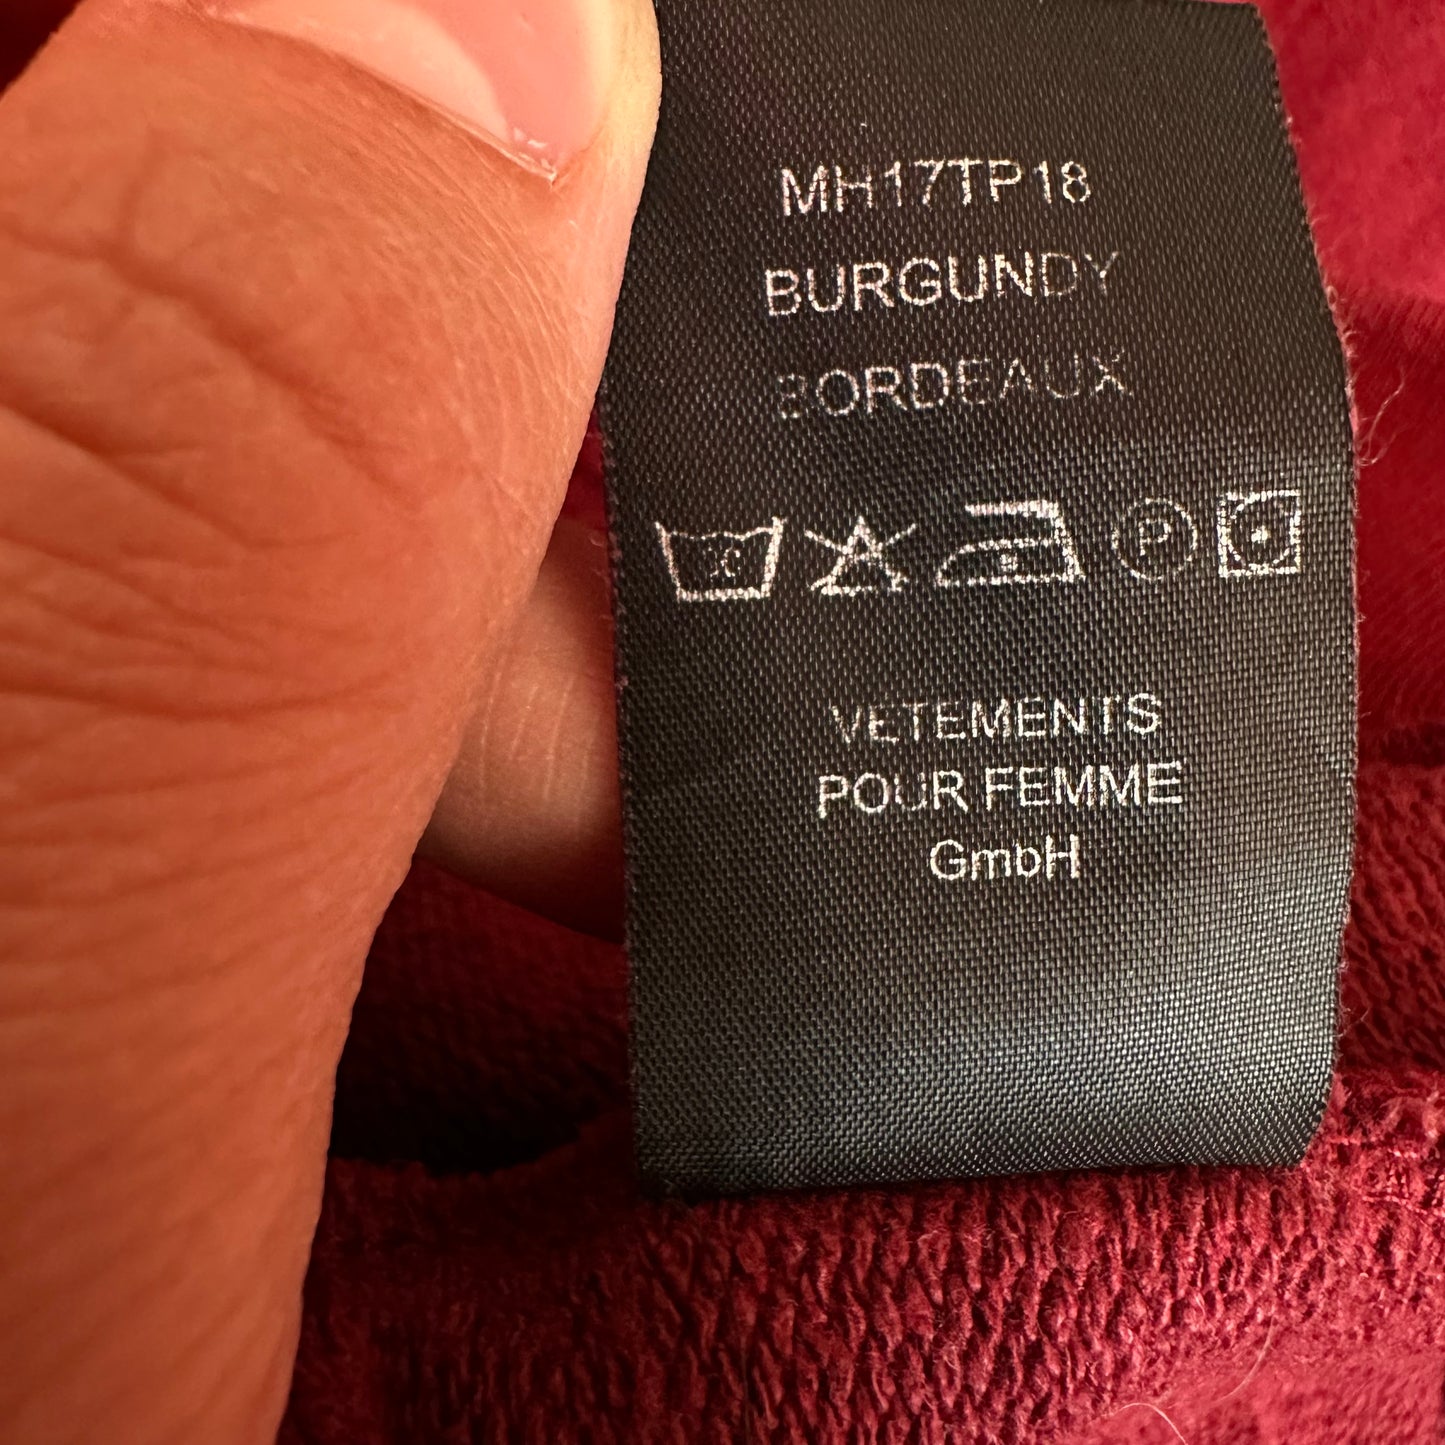 MH17TP18
BURGUNDY
BORDEAUX
P
VETEMENTS
POUR FEMME
GmbH